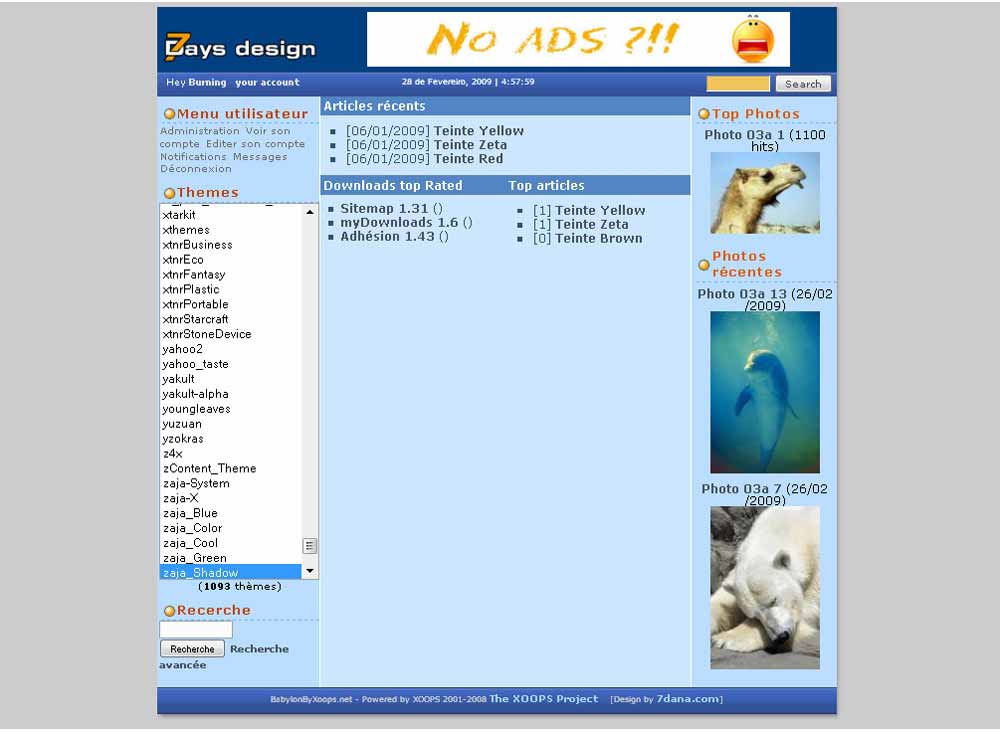 7ays design
No ADS ?!!
Hey Burning your account
28 de Fevereiro, 2009 | 4:57:59
Search
Menu utilisateur
Administration Voir son
compte Editer son compte
Notifications Messages
Déconnexion
Themes
xtarkit
xthemes
xtnrBusiness
xtnrEco
xtnrFantasy
xtnrPlastic
xtnrPortable
xtnrStarcraft
xtnrStoneDevice
yahoo2
yahoo_taste
yakult
yakult-alpha
youngleaves
yuzuan
yzokras
z4x
zContent_Theme
zaja-System
zaja-X
zaja_Blue
zaja_Color
zaja_Cool
zaja_Green
zaja_Shadow
(1093 thèmes)
Recerche
Recherche Recherche
avancée
Articles récents
[06/01/2009] Teinte Yellow
[06/01/2009] Teinte Zeta
[06/01/2009] Teinte Red
Downloads top Rated
Sitemap 1.31 ()
myDownloads 1.6 ()
Adhésion 1.43 ()
Top articles
[1] Teinte Yellow
[1] Teinte Zeta
[0] Teinte Brown
Top Photos
Photo 03a 1 (1100
hits)
Photos
récentes
Photo 03a 13 (26/02
/2009)
Photo 03a 7 (26/02
/2009)
BabylonByXoops.net - Powered by XOOPS 2001-2008 The XOOPS Project [Design by 7dana.com]